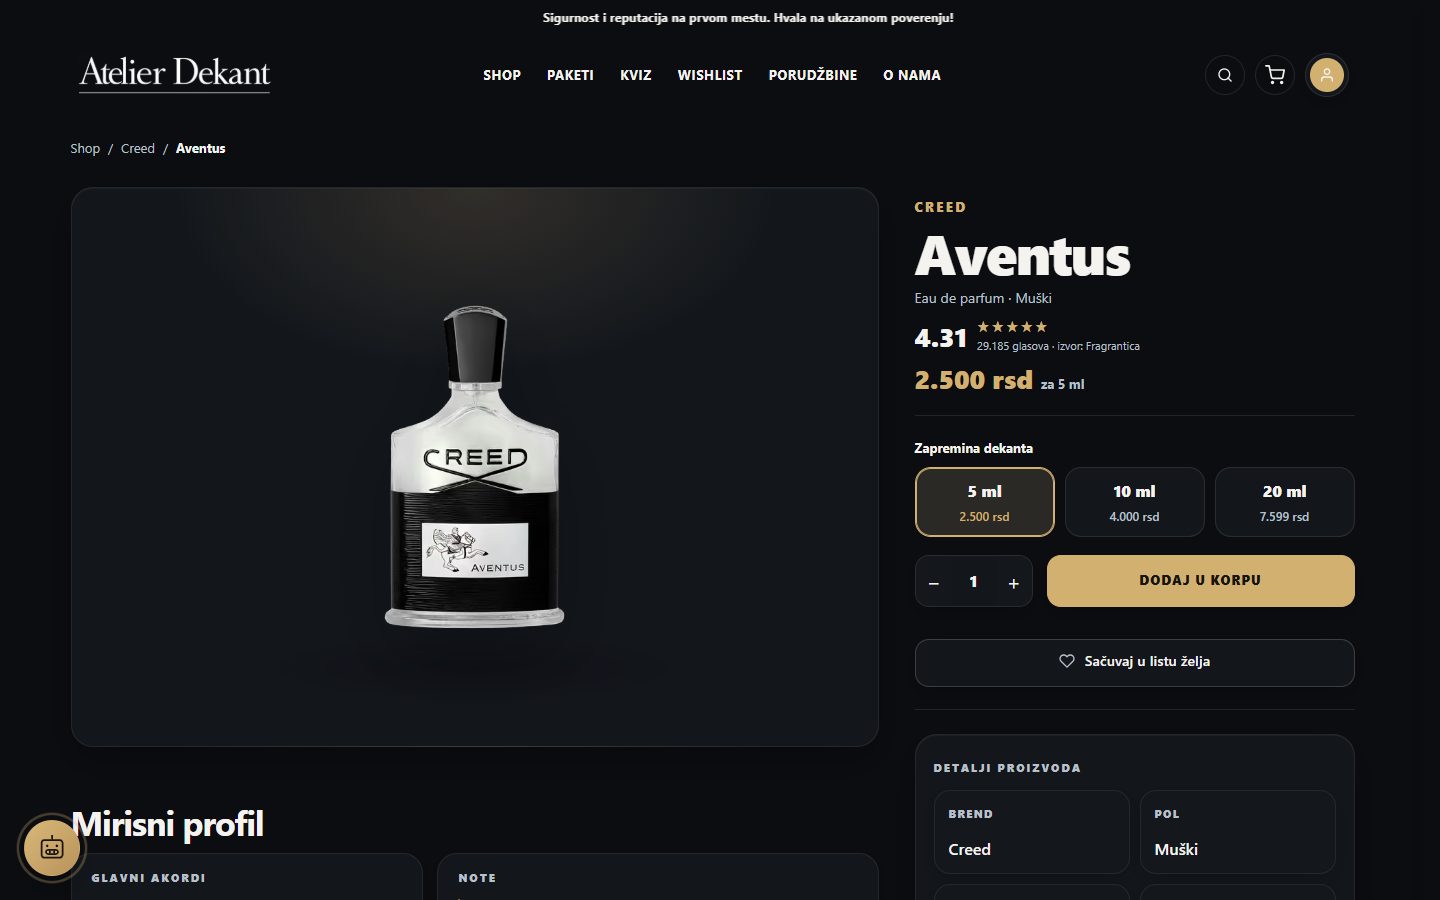 Sigurnost i reputacija na prvom mestu. Hvala na ukazanom poverenju!
Atelier Dekant
SHOP PAKETI KVIZ WISHLIST PORUDŽBINE O NAMA
Shop / Creed / Aventus
CREED
AVENTUS
CREED
Aventus
Eau de parfum · Muški
4.31 ★★★★★
29.185 glasova · izvor: Fragrantica
2.500 rsd za 5 ml
Zapremina dekanta
5 ml
2.500 rsd
10 ml
4.000 rsd
20 ml
7.599 rsd
− 1 +
DODAJ U KORPU
Sačuvaj u listu želja
DETALJI PROIZVODA
BREND
Creed
POL
Muški
Mirisni profil
GLAVNI AKORDI
NOTE